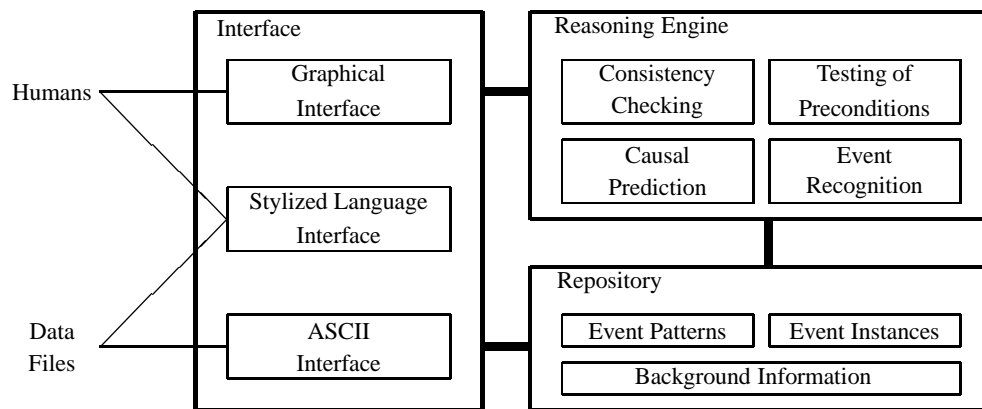 Humans
Data
Files
Interface
Graphical
Interface
Stylized Language
Interface
ASCII
Interface
Reasoning Engine
Consistency
Checking
Testing of
Preconditions
Causal
Prediction
Event
Recognition
Repository
Event Patterns
Event Instances
Background Information